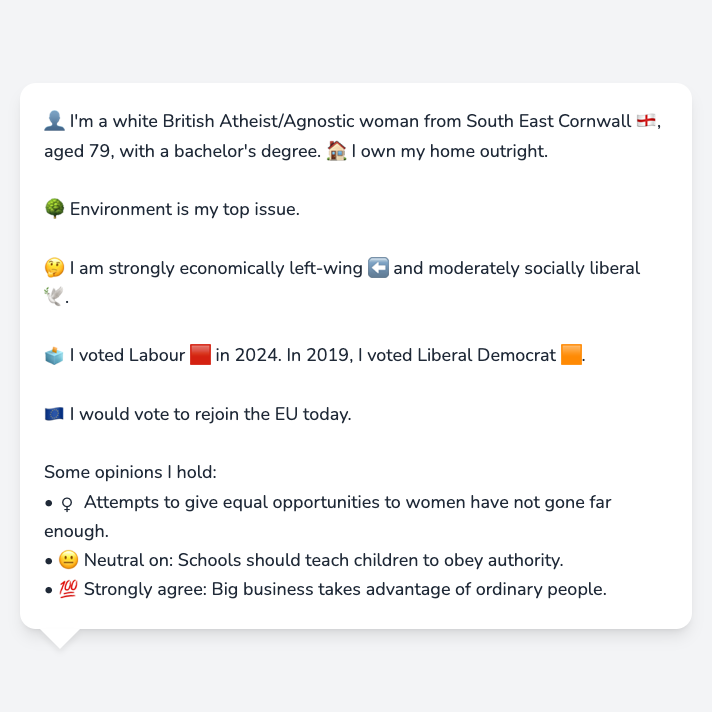 👤 I'm a white British Atheist/Agnostic woman from South East Cornwall 🏴󠁧󠁢󠁥󠁮󠁧󠁿,
aged 79, with a bachelor's degree. 🏠 I own my home outright.
🌳 Environment is my top issue.
🤔 I am strongly economically left-wing ⬅️ and moderately socially liberal
🕊️.
🗳️ I voted Labour 🟥 in 2024. In 2019, I voted Liberal Democrat 🟧.
🇪🇺 I would vote to rejoin the EU today.
Some opinions I hold:
• ♀ Attempts to give equal opportunities to women have not gone far
enough.
• 😐 Neutral on: Schools should teach children to obey authority.
• 💯 Strongly agree: Big business takes advantage of ordinary people.